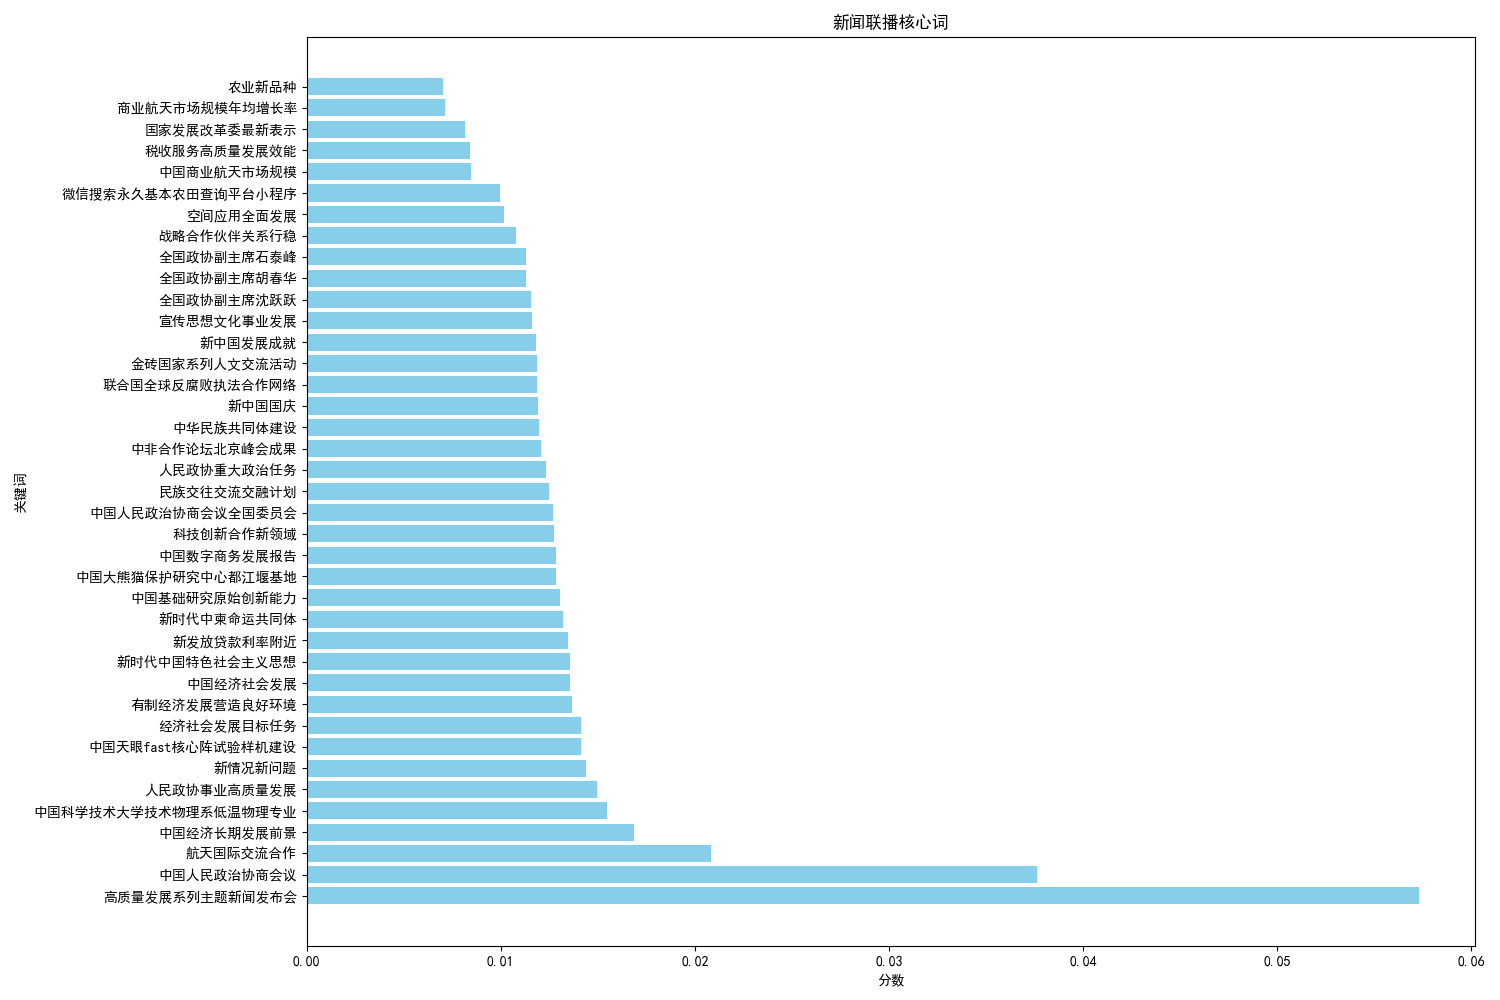 新闻联播核心词
农业新品种
商业航天市场规模年均增长率
国家发展改革委最新表示
税收服务高质量发展效能
中国商业航天市场规模
微信搜索永久基本农田查询平台小程序
空间应用全面发展
战略合作伙伴关系行稳
全国政协副主席石泰峰
全国政协副主席胡春华
全国政协副主席沈跃跃
宣传思想文化事业发展
新中国发展成就
金砖国家系列人文交流活动
联合国全球反腐败执法合作网络
新中国国庆
中华民族共同体建设
中非合作论坛北京峰会成果
人民政协重大政治任务
民族交往交流交融计划
中国人民政治协商会议全国委员会
科技创新合作新领域
中国数字商务发展报告
中国大熊猫保护研究中心都江堰基地
中国基础研究原始创新能力
新时代中柬命运共同体
新发放贷款利率附近
新时代中国特色社会主义思想
中国经济社会发展
有制经济发展营造良好环境
经济社会发展目标任务
中国天眼fast核心阵试验样机建设
新情况新问题
人民政协事业高质量发展
中国科学技术大学技术物理系低温物理专业
中国经济长期发展前景
航天国际交流合作
中国人民政治协商会议
高质量发展系列主题新闻发布会
关键词
0.00 0.01 0.02 0.03 0.04 0.05 0.06
分数